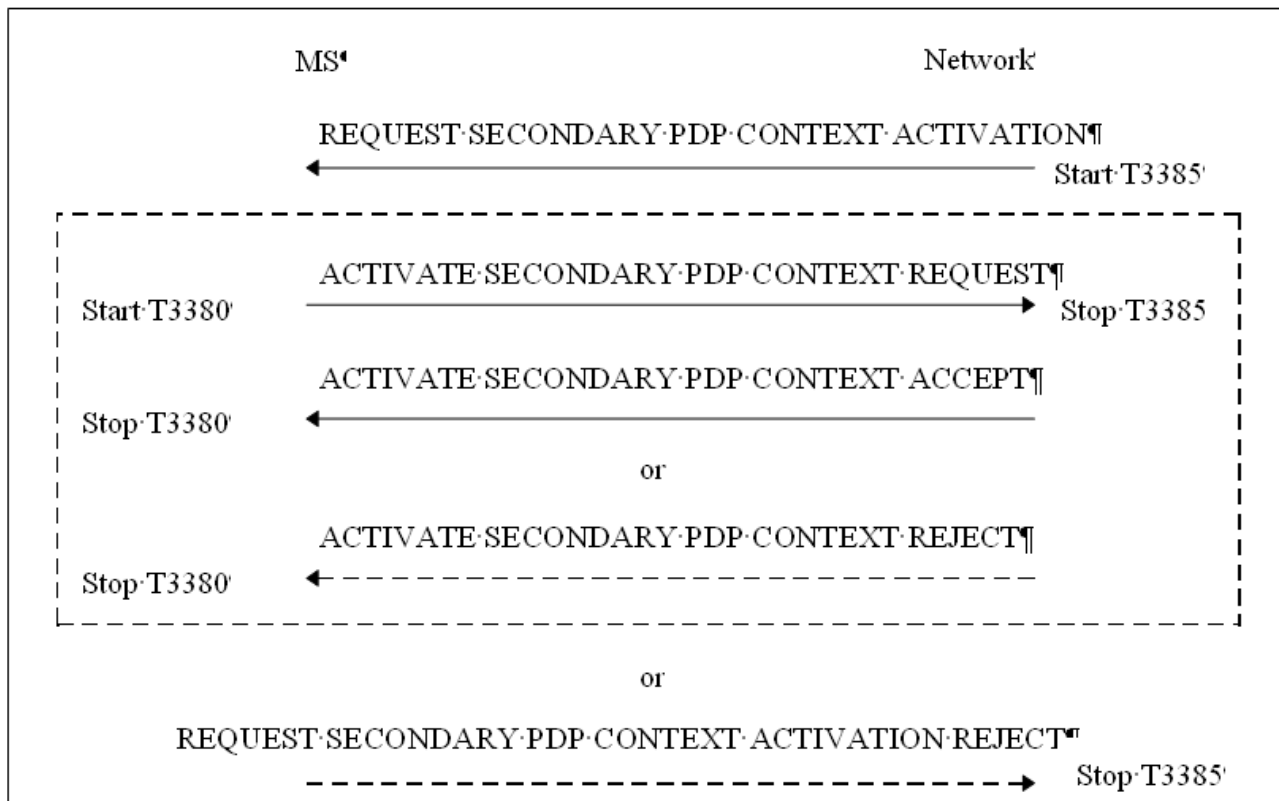 MS¶ Network
REQUEST·SECONDARY·PDP·CONTEXT·ACTIVATION¶
Start·T3385
ACTIVATE·SECONDARY·PDP·CONTEXT·REQUEST¶
Start·T3380 Stop·T3385
ACTIVATE·SECONDARY·PDP·CONTEXT·ACCEPT¶
Stop·T3380
or
ACTIVATE·SECONDARY·PDP·CONTEXT·REJECT¶
Stop·T3380
or
REQUEST·SECONDARY·PDP·CONTEXT·ACTIVATION·REJECT¶
Stop·T3385